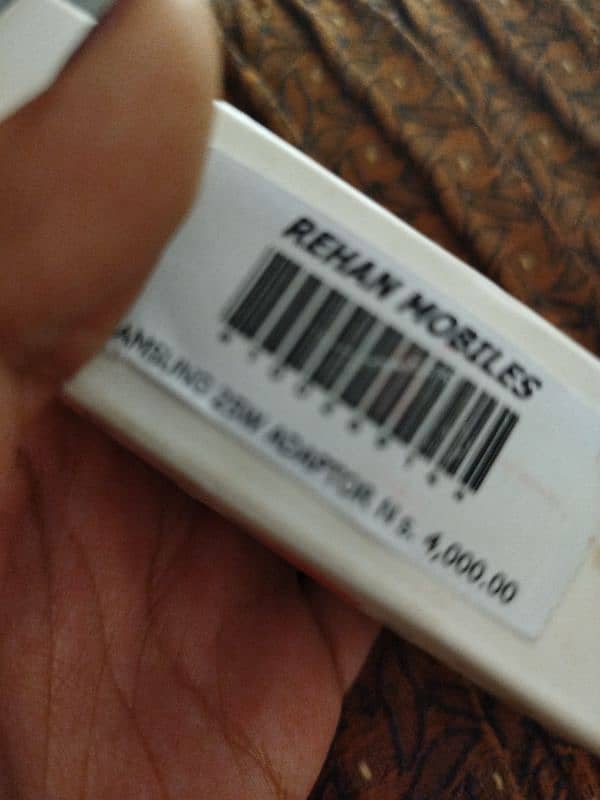 REHAN MOBILES
AMSUNG 25W ADAPTOR N s. 4,000.00